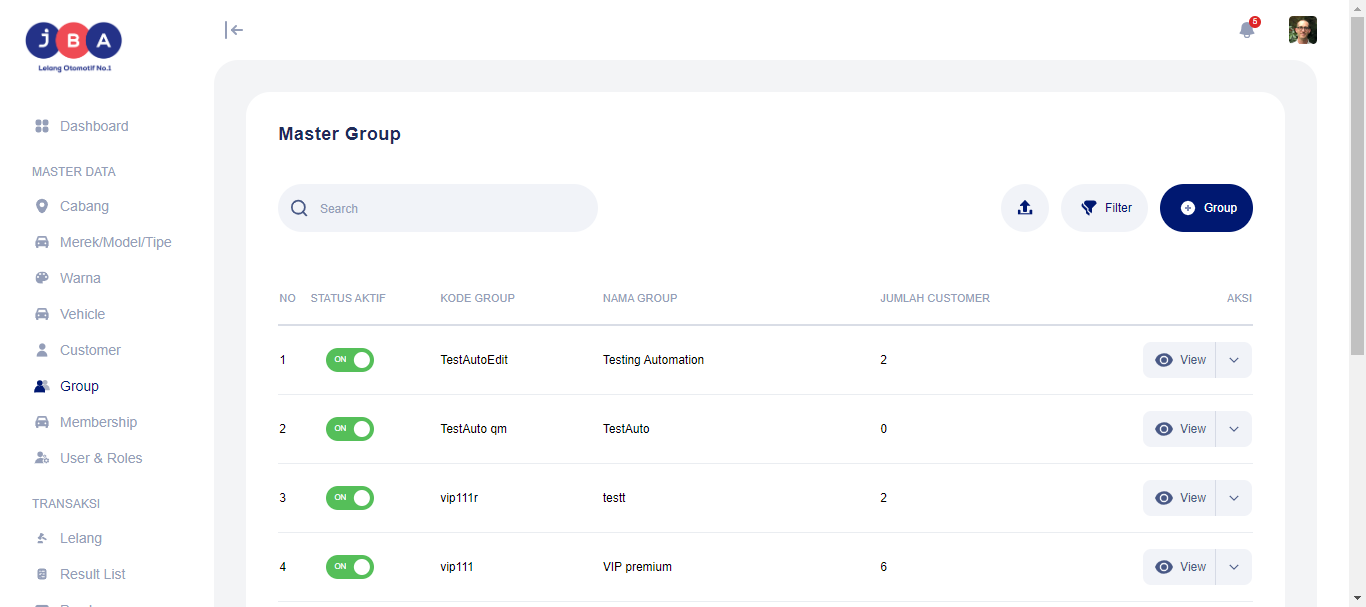 JBA
Lelang Otomotif No.1
5
Dashboard
MASTER DATA
Cabang
Merek/Model/Tipe
Warna
Vehicle
Customer
Group
Membership
User & Roles
TRANSAKSI
Lelang
Result List
Master Group
Search
Filter
Group
NO STATUS AKTIF KODE GROUP NAMA GROUP JUMLAH CUSTOMER AKSI
1 ON TestAutoEdit Testing Automation 2 View
2 ON TestAuto qm TestAuto 0 View
3 ON vip111r testt 2 View
4 ON vip111 VIP premium 6 View